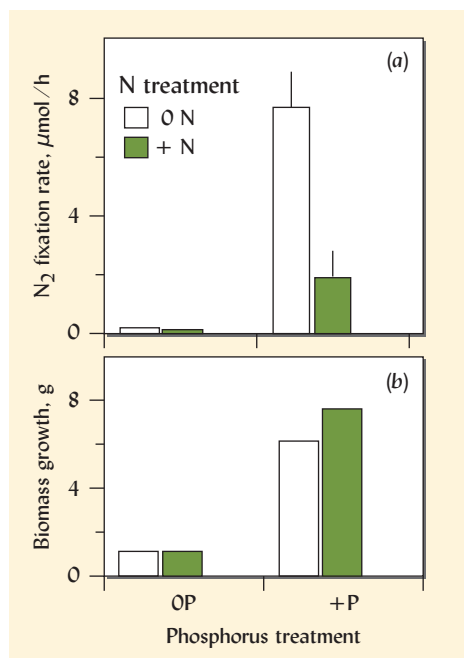 (a)
N treatment
0 N
+ N
N2 fixation rate, μmol/h
8
4
0
(b)
Biomass growth, g
8
4
0
0P +P
Phosphorus treatment